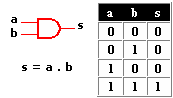 a
b
s
s = a . b
a b s
0 0 0
0 1 0
1 0 0
1 1 1